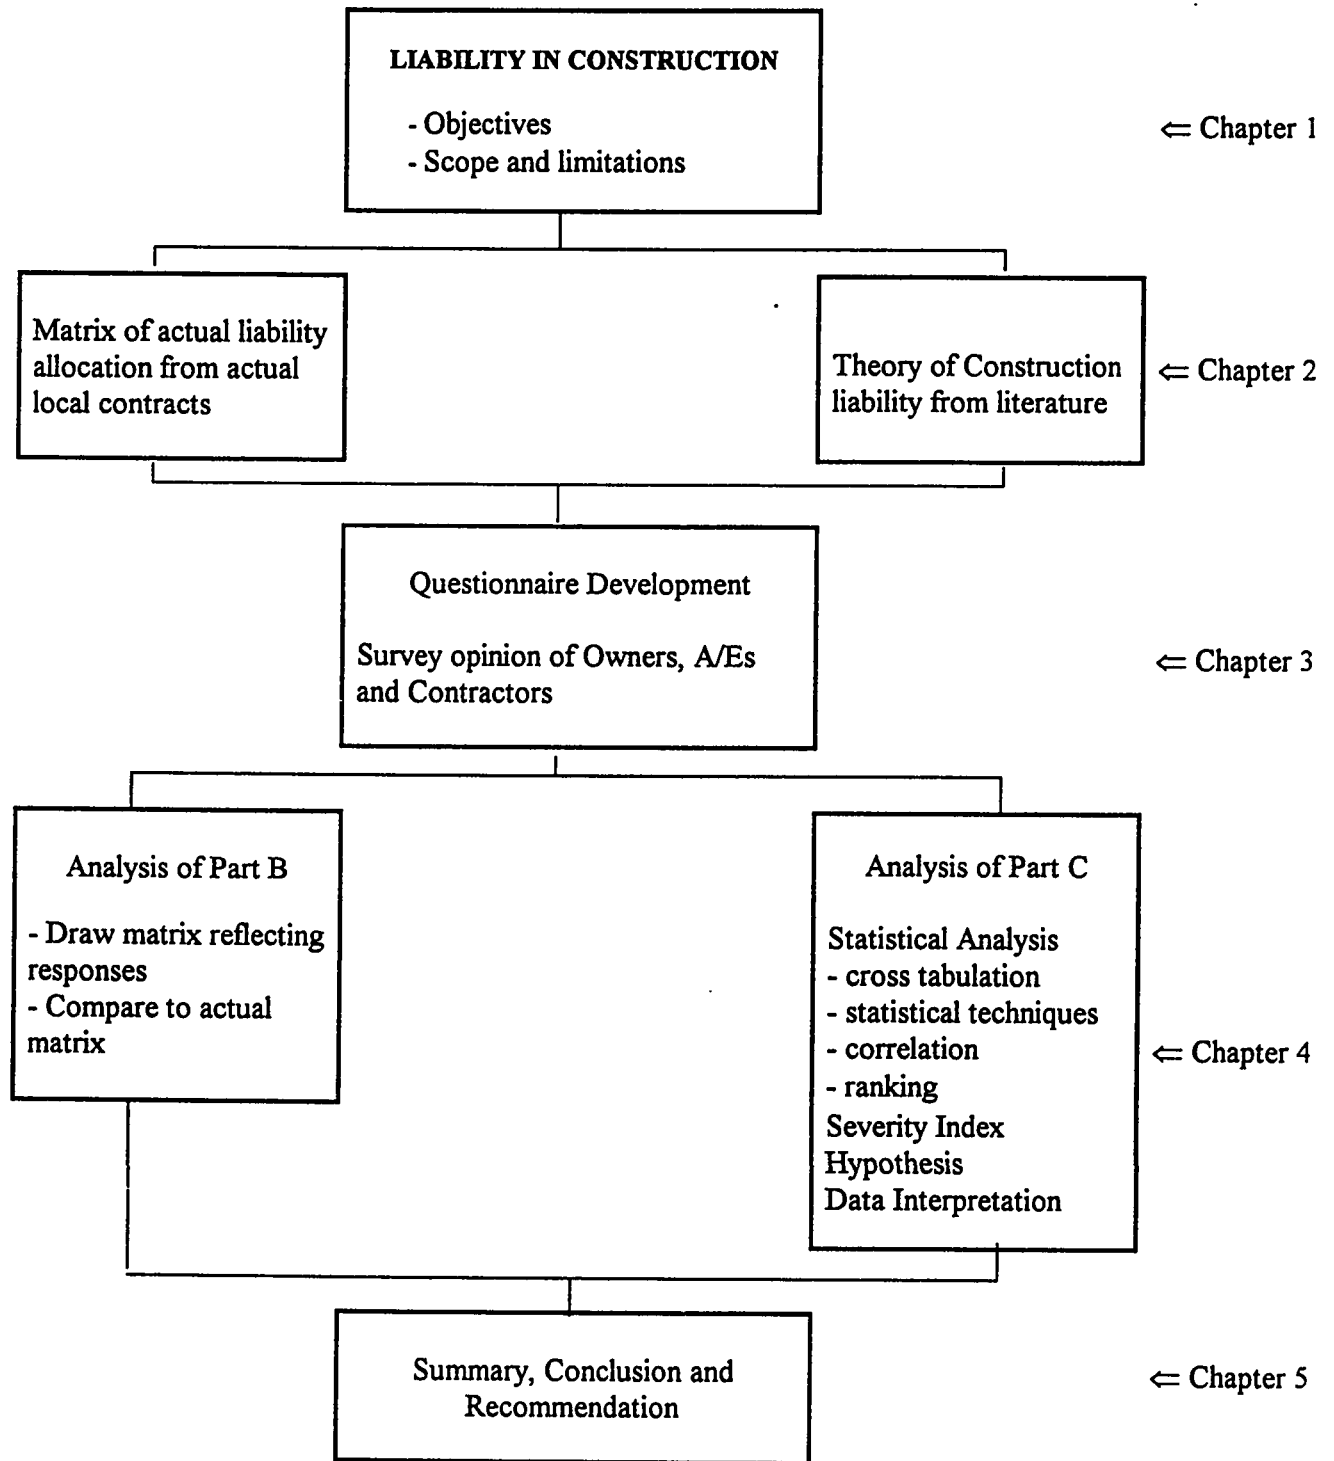 LIABILITY IN CONSTRUCTION
- Objectives
- Scope and limitations
⇐ Chapter 1
Matrix of actual liability
allocation from actual
local contracts
Theory of Construction
liability from literature
⇐ Chapter 2
Questionnaire Development
Survey opinion of Owners, A/Es
and Contractors
⇐ Chapter 3
Analysis of Part B
- Draw matrix reflecting
responses
- Compare to actual
matrix
Analysis of Part C
Statistical Analysis
- cross tabulation
- statistical techniques
- correlation
- ranking
Severity Index
Hypothesis
Data Interpretation
⇐ Chapter 4
Summary, Conclusion and
Recommendation
⇐ Chapter 5